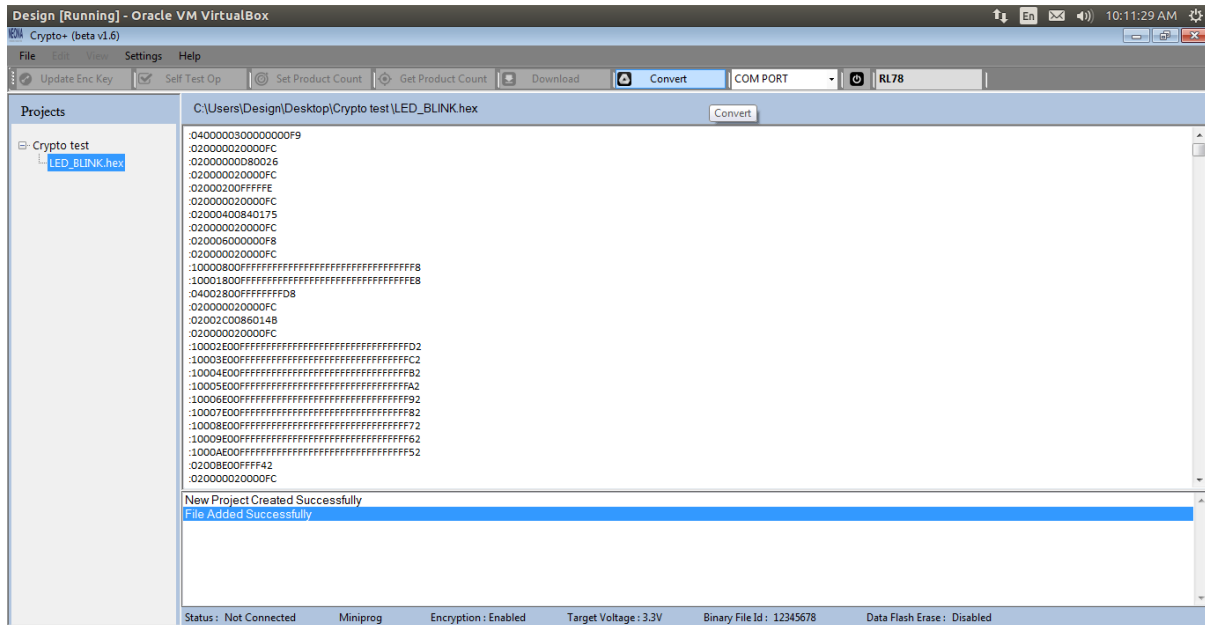 Design [Running] - Oracle VM VirtualBox
En
10:11:29 AM
Crypto+ (beta v1.6)
File Edit View Settings Help
Update Enc Key Self Test Op Set Product Count Get Product Count Download Convert COM PORT RL78
Projects
C:\Users\Design\Desktop\Crypto test\LED_BLINK.hex
Convert
Crypto test
LED_BLINK.hex
:0400000300000000F9
:020000020000FC
:02000000D80026
:020000020000FC
:02000200FFFFFE
:020000020000FC
:02000400840175
:020000020000FC
:020006000000F8
:020000020000FC
:10000800FFFFFFFFFFFFFFFFFFFFFFFFFFFFFFFFF8
:10001800FFFFFFFFFFFFFFFFFFFFFFFFFFFFFFFFE8
:04002800FFFFFFFFD8
:020000020000FC
:02002C0086014B
:020000020000FC
:10002E00FFFFFFFFFFFFFFFFFFFFFFFFFFFFFFFFD2
:10003E00FFFFFFFFFFFFFFFFFFFFFFFFFFFFFFFFC2
:10004E00FFFFFFFFFFFFFFFFFFFFFFFFFFFFFFFFB2
:10005E00FFFFFFFFFFFFFFFFFFFFFFFFFFFFFFFFA2
:10006E00FFFFFFFFFFFFFFFFFFFFFFFFFFFFFFFF92
:10007E00FFFFFFFFFFFFFFFFFFFFFFFFFFFFFFFF82
:10008E00FFFFFFFFFFFFFFFFFFFFFFFFFFFFFFFF72
:10009E00FFFFFFFFFFFFFFFFFFFFFFFFFFFFFFFF62
:1000AE00FFFFFFFFFFFFFFFFFFFFFFFFFFFFFFFF52
:0200BE00FFFF42
:020000020000FC
New Project Created Successfully
File Added Successfully
Status : Not Connected Miniprog Encryption : Enabled Target Voltage : 3.3V Binary File Id : 12345678 Data Flash Erase : Disabled